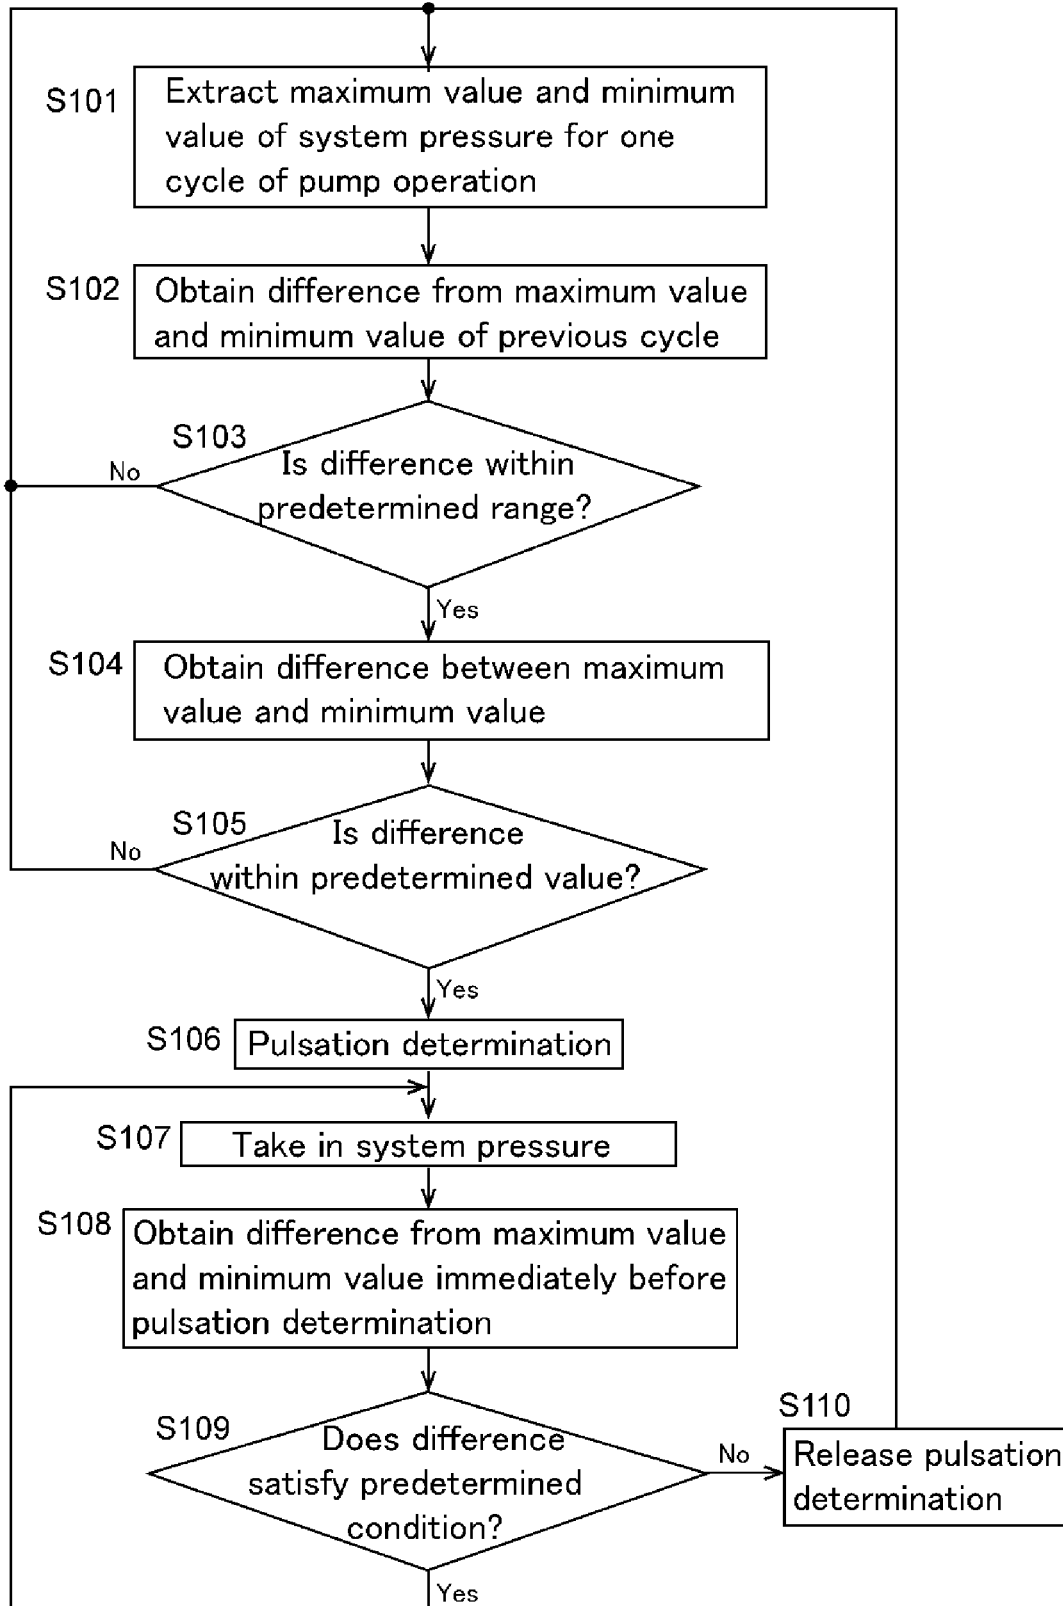 S101
Extract maximum value and minimum
value of system pressure for one
cycle of pump operation
S102
Obtain difference from maximum value
and minimum value of previous cycle
S103
Is difference within
predetermined range?
No
Yes
S104
Obtain difference between maximum
value and minimum value
S105
Is difference
within predetermined value?
No
Yes
S106
Pulsation determination
S107
Take in system pressure
S108
Obtain difference from maximum value
and minimum value immediately before
pulsation determination
S109
Does difference
satisfy predetermined
condition?
No
Yes
S110
Release pulsation
determination